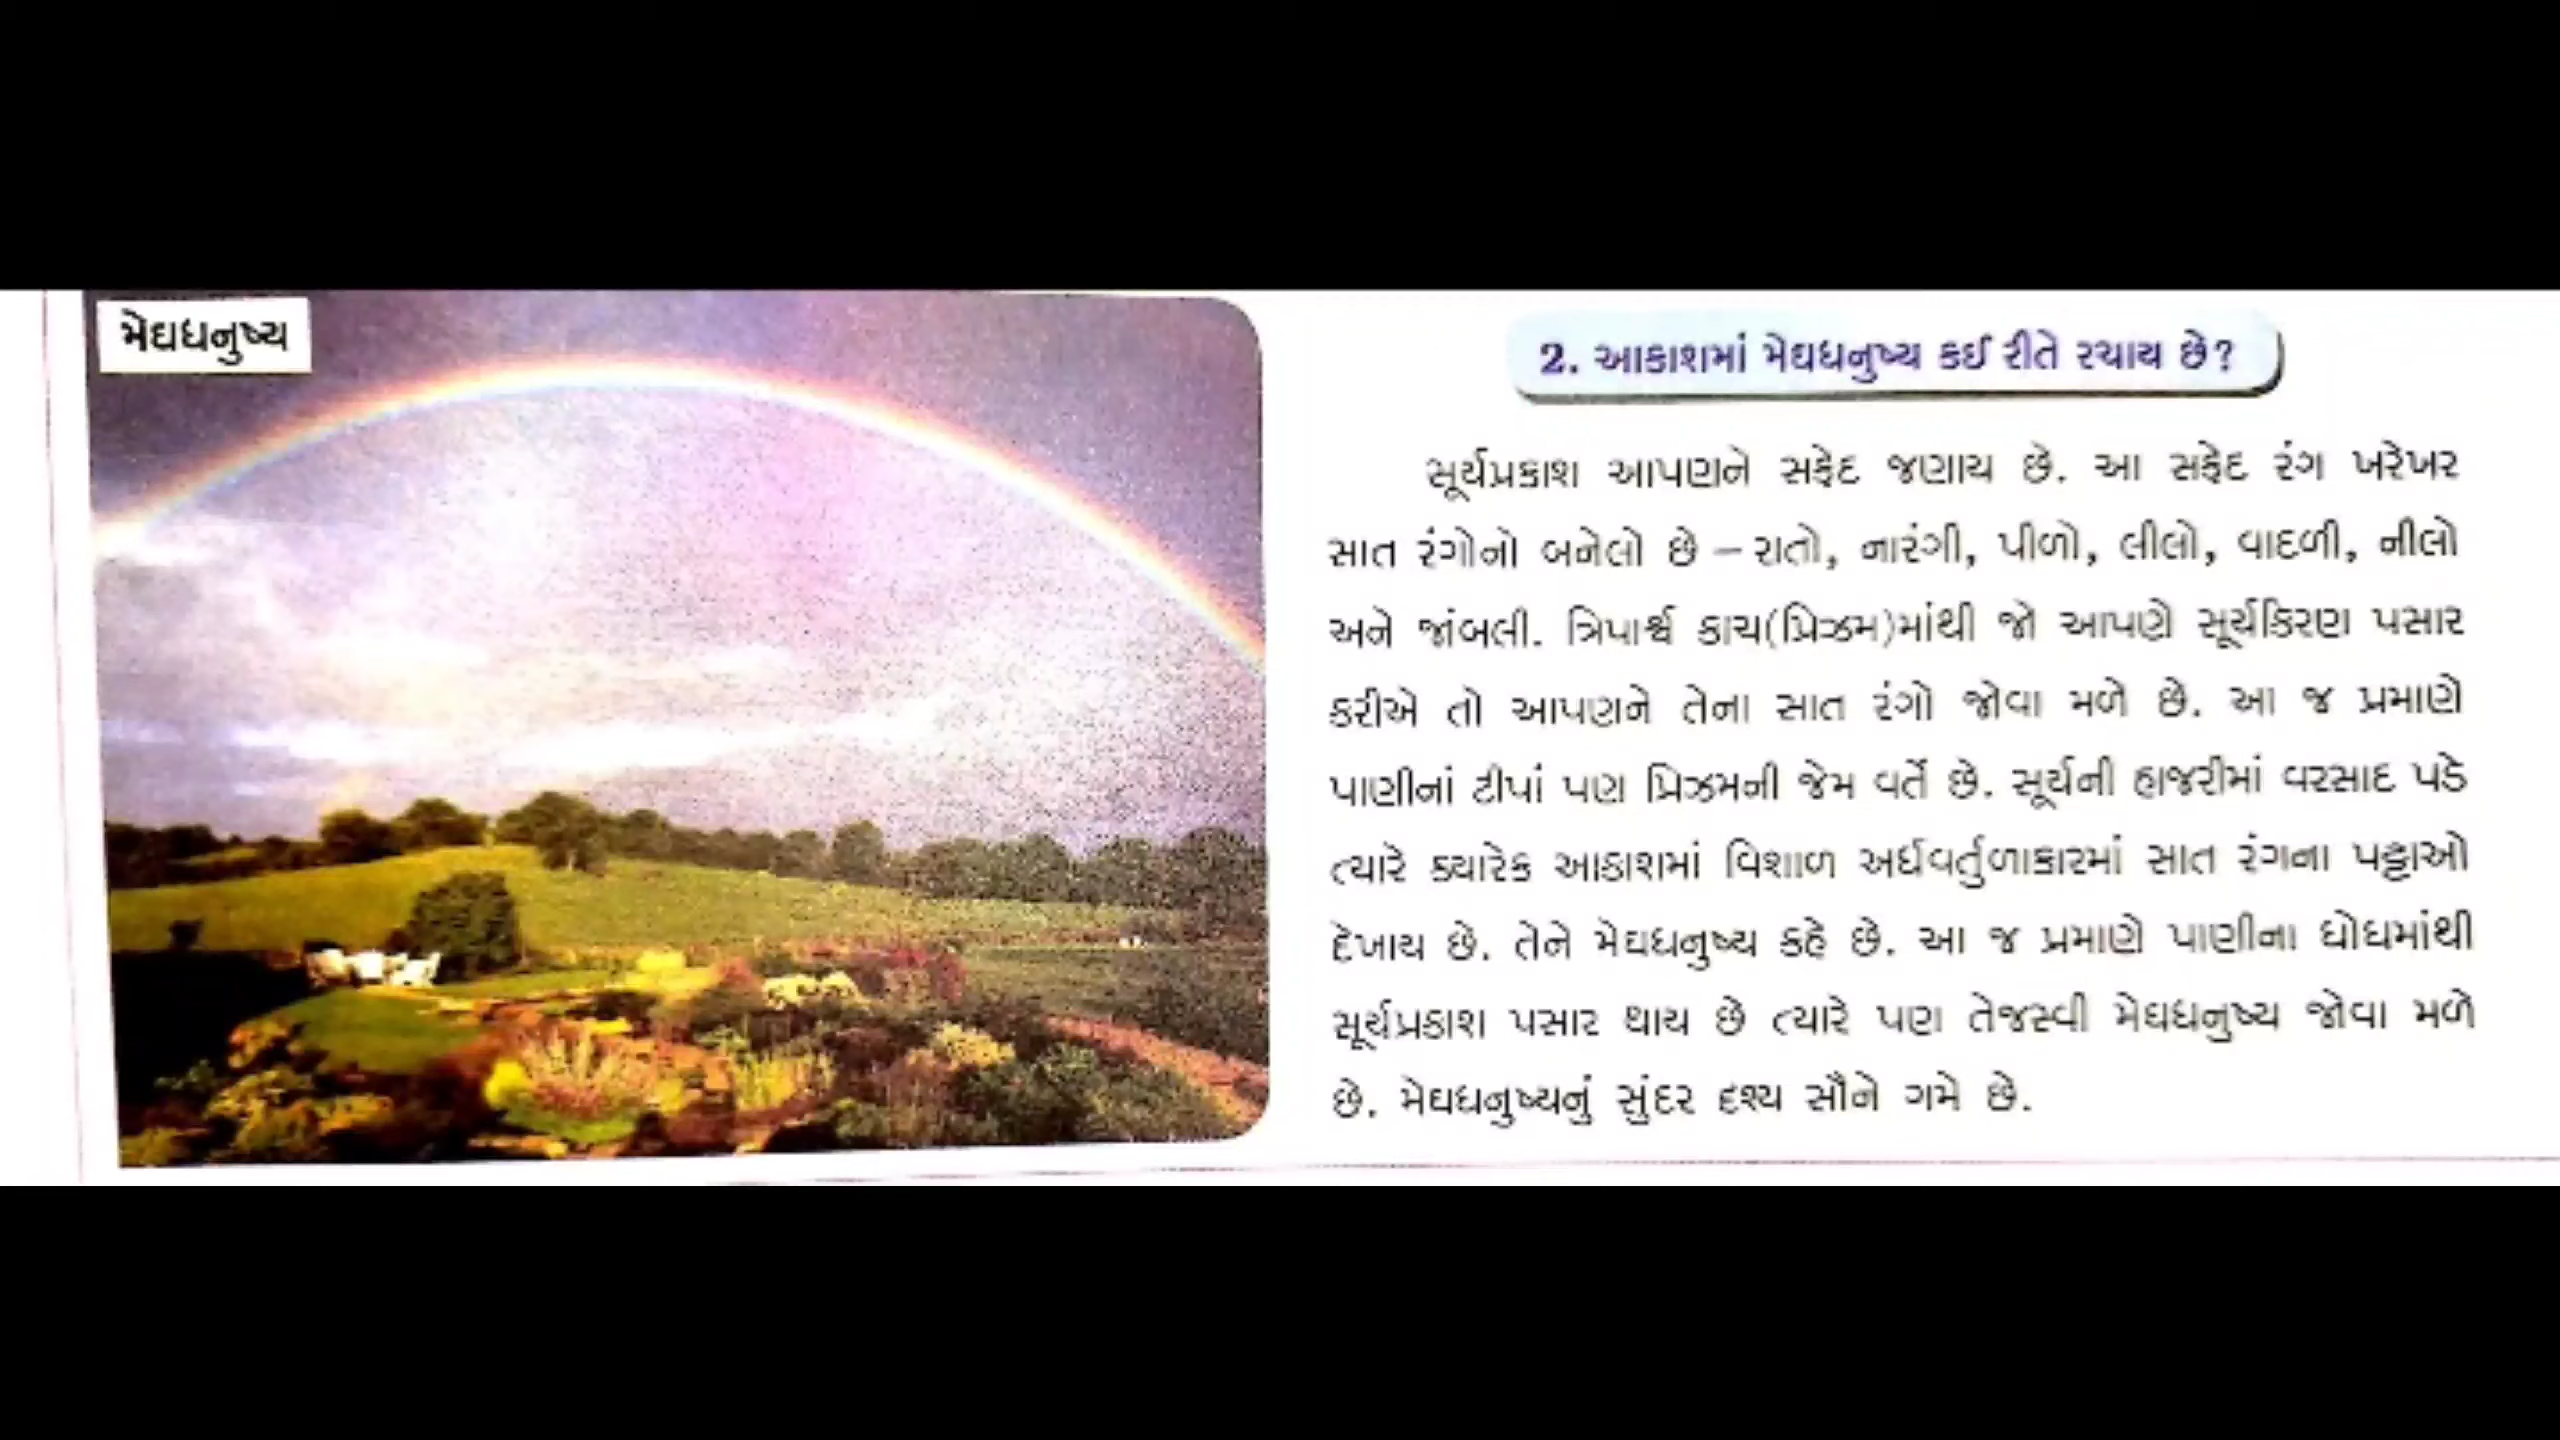 મેઘધનુષ્ય
2. આકાશમાં મેઘધનુષ્ય કઈ રીતે રચાય છે?
સૂર્યપ્રકાશ આપણને સફેદ જણાય છે. આ સફેદ રંગ ખરેખર
સાત રંગોનો બનેલો છે – રાતો, નારંગી, પીળો, લીલો, વાદળી, નીલો
અને જાંબલી. ત્રિપાર્શ્વ કાચ(પ્રિઝમ)માંથી જો આપણે સૂર્યકિરણ પસાર
કરીએ તો આપણને તેના સાત રંગો જોવા મળે છે. આ જ પ્રમાણે
પાણીનાં ટીપાં પણ પ્રિઝમની જેમ વર્તે છે. સૂર્યની હાજરીમાં વરસાદ પડે
ત્યારે ક્યારેક આકાશમાં વિશાળ અર્ધવર્તુળાકારમાં સાત રંગના પટ્ટાઓ
દેખાય છે. તેને મેઘધનુષ્ય કહે છે. આ જ પ્રમાણે પાણીના ધોધમાંથી
સૂર્યપ્રકાશ પસાર થાય છે ત્યારે પણ તેજસ્વી મેઘધનુષ્ય જોવા મળે
છે. મેઘધનુષ્યનું સુંદર દૃશ્ય સૌને ગમે છે.